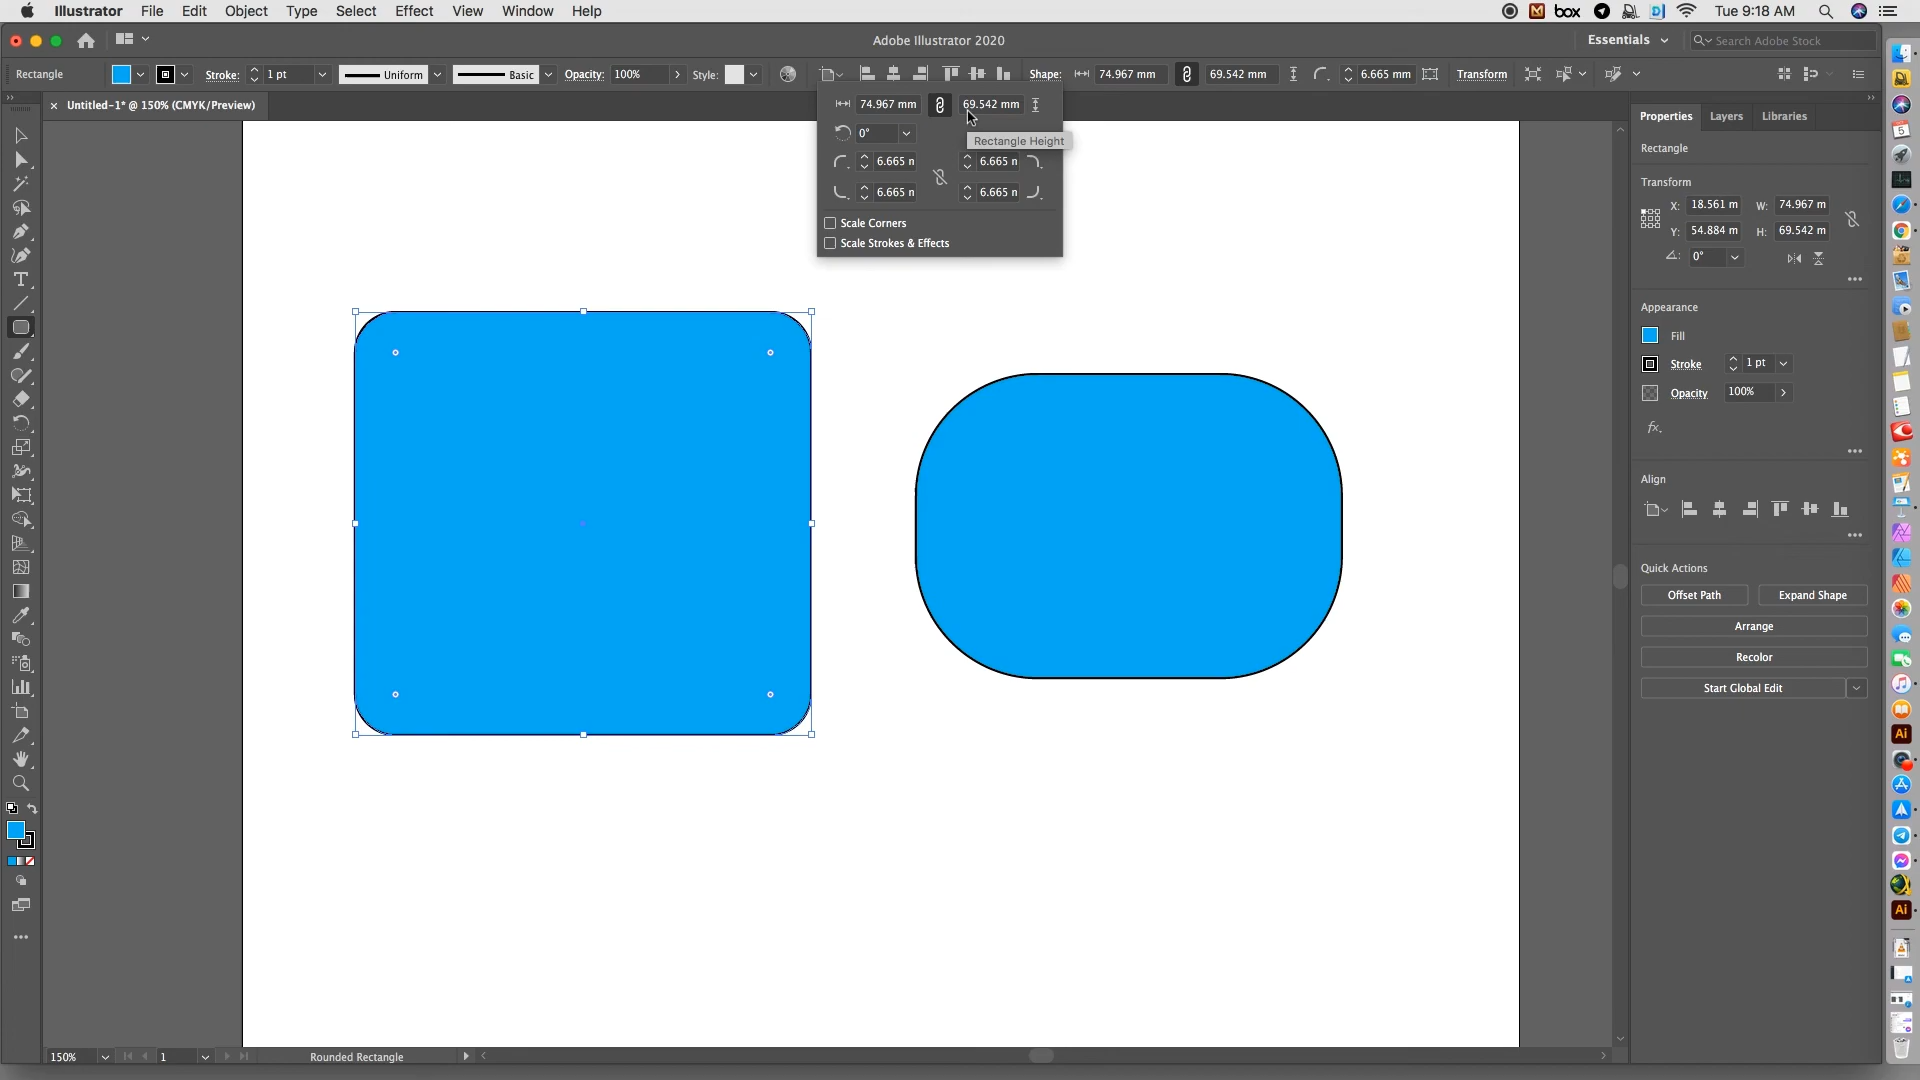 Illustrator File Edit Object Type Select Effect View Window Help
box Tue 9:18 AM
Adobe Illustrator 2020
Essentials
Search Adobe Stock
Rectangle Stroke: 1 pt Uniform Basic Opacity: 100% Style: Shape: 74.967 mm 69.542 mm 6.665 mm Transform
Untitled-1* @ 150% (CMYK/Preview)
74.967 mm 69.542 mm
0°
Rectangle Height
6.665 n 6.665 n
6.665 n 6.665 n
Scale Corners
Scale Strokes & Effects
Properties Layers Libraries
Rectangle
Transform
X: 18.561 m W: 74.967 m
Y: 54.884 m H: 69.542 m
0°
Appearance
Fill
Stroke 1 pt
Opacity 100%
fx.
Align
Quick Actions
Offset Path Expand Shape
Arrange
Recolor
Start Global Edit
150% 1 Rounded Rectangle